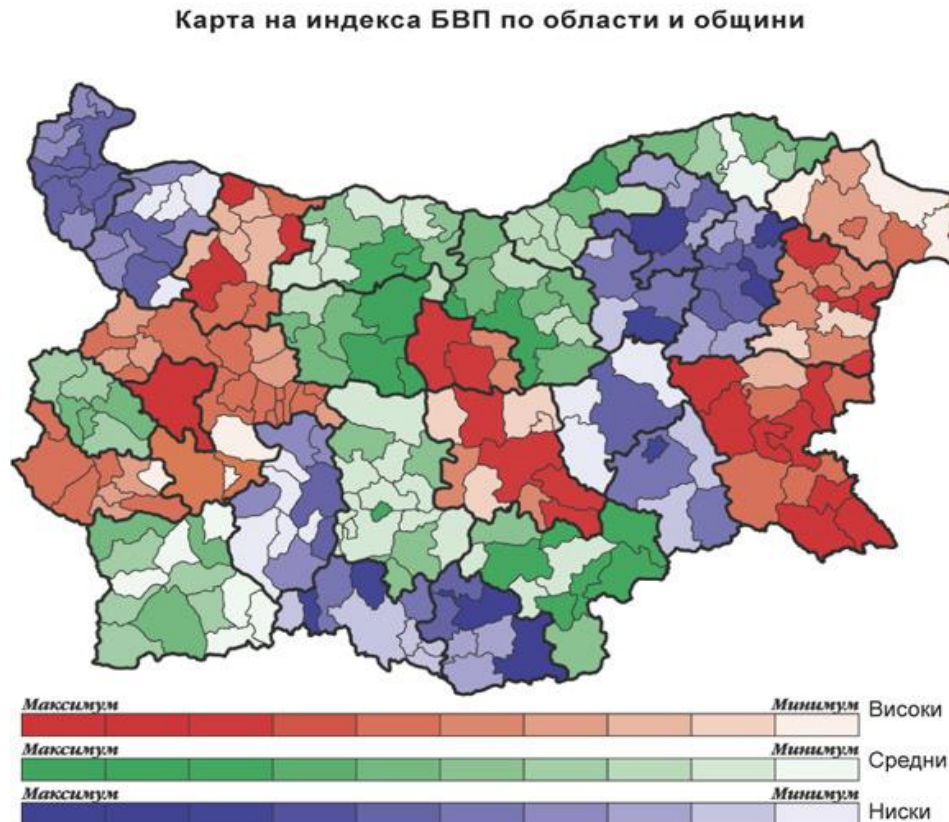 Карта на индекса БВП по области и общини
Максимум Минимум Високи
Максимум Минимум Средни
Максимум Минимум Ниски